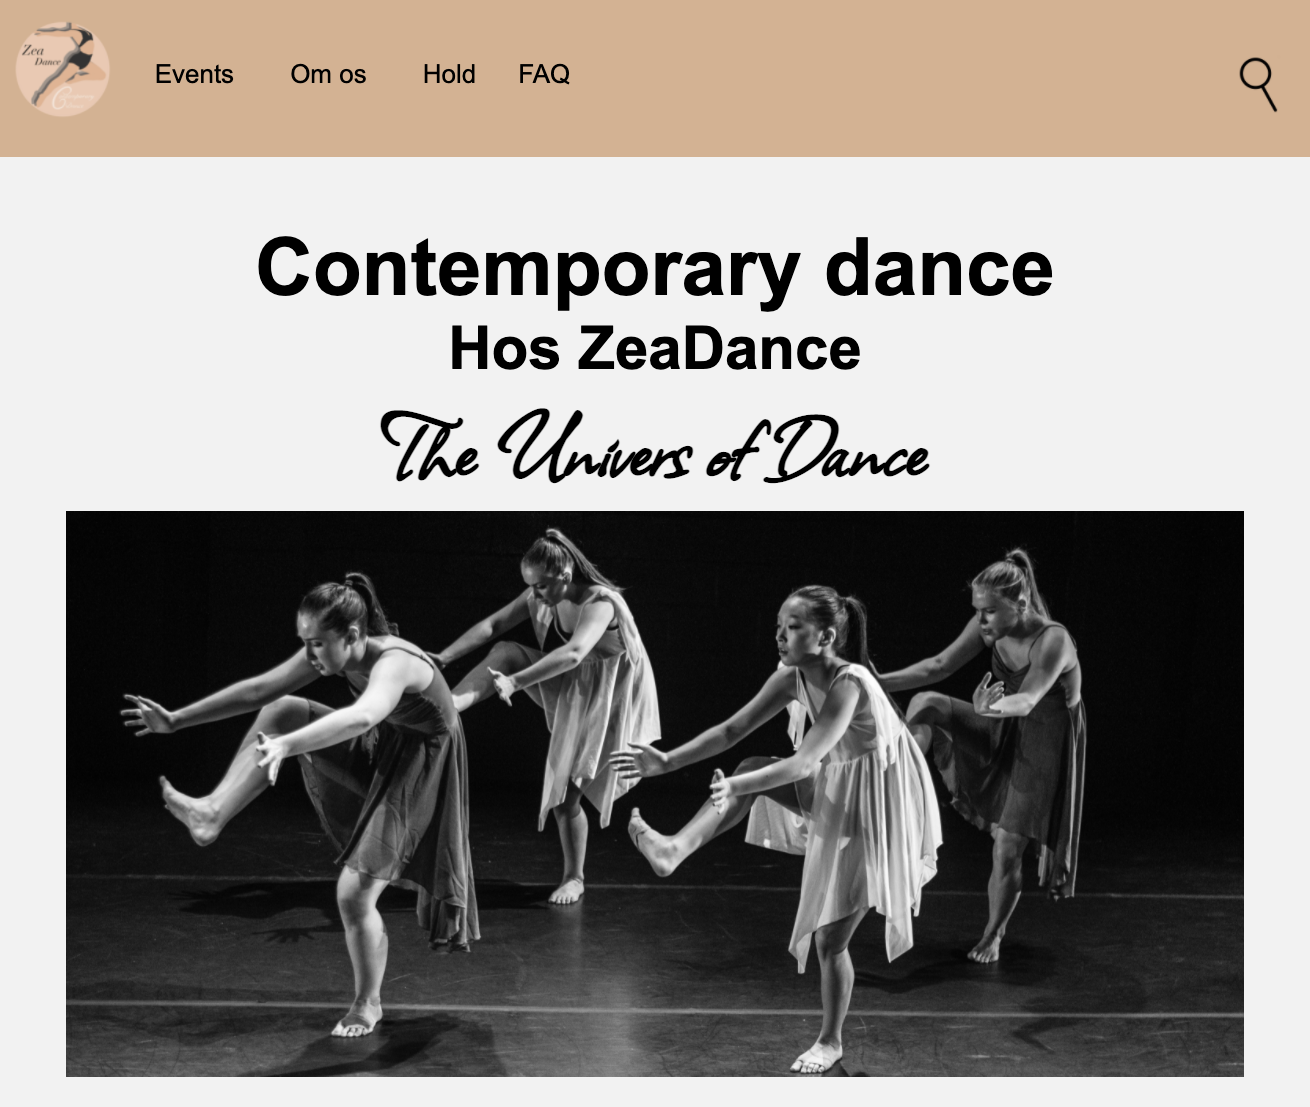 Zea
Dance
Events Om os Hold FAQ
Contemporary dance
Hos ZeaDance
The Univers of Dance